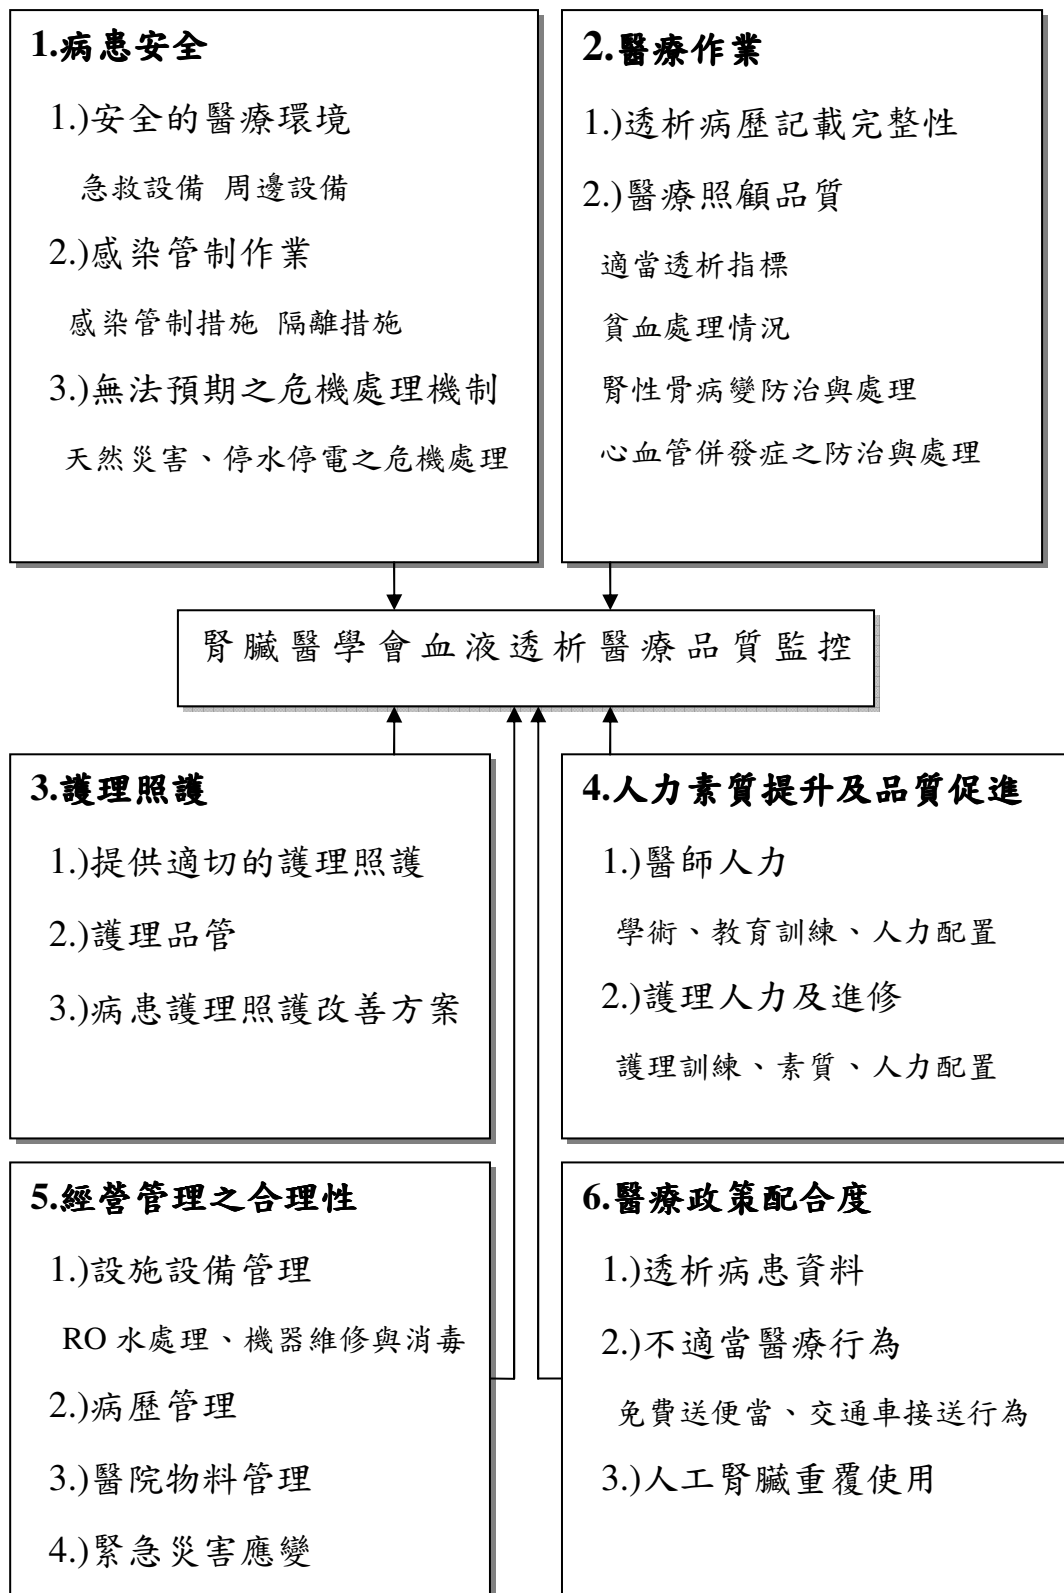 1.病患安全
1.)安全的醫療環境
急救設備 周邊設備
2.)感染管制作業
感染管制措施 隔離措施
3.)無法預期之危機處理機制
天然災害、停水停電之危機處理
2.醫療作業
1.)透析病歷記載完整性
2.)醫療照顧品質
適當透析指標
貧血處理情況
腎性骨病變防治與處理
心血管併發症之防治與處理
腎臟醫學會血液透析醫療品質監控
3.護理照護
1.)提供適切的護理照護
2.)護理品管
3.)病患護理照護改善方案
4.人力素質提升及品質促進
1.)醫師人力
學術、教育訓練、人力配置
2.)護理人力及進修
護理訓練、素質、人力配置
5.經營管理之合理性
1.)設施設備管理
RO 水處理、機器維修與消毒
2.)病歷管理
3.)醫院物料管理
4.)緊急災害應變
6.醫療政策配合度
1.)透析病患資料
2.)不適當醫療行為
免費送便當、交通車接送行為
3.)人工腎臟重覆使用